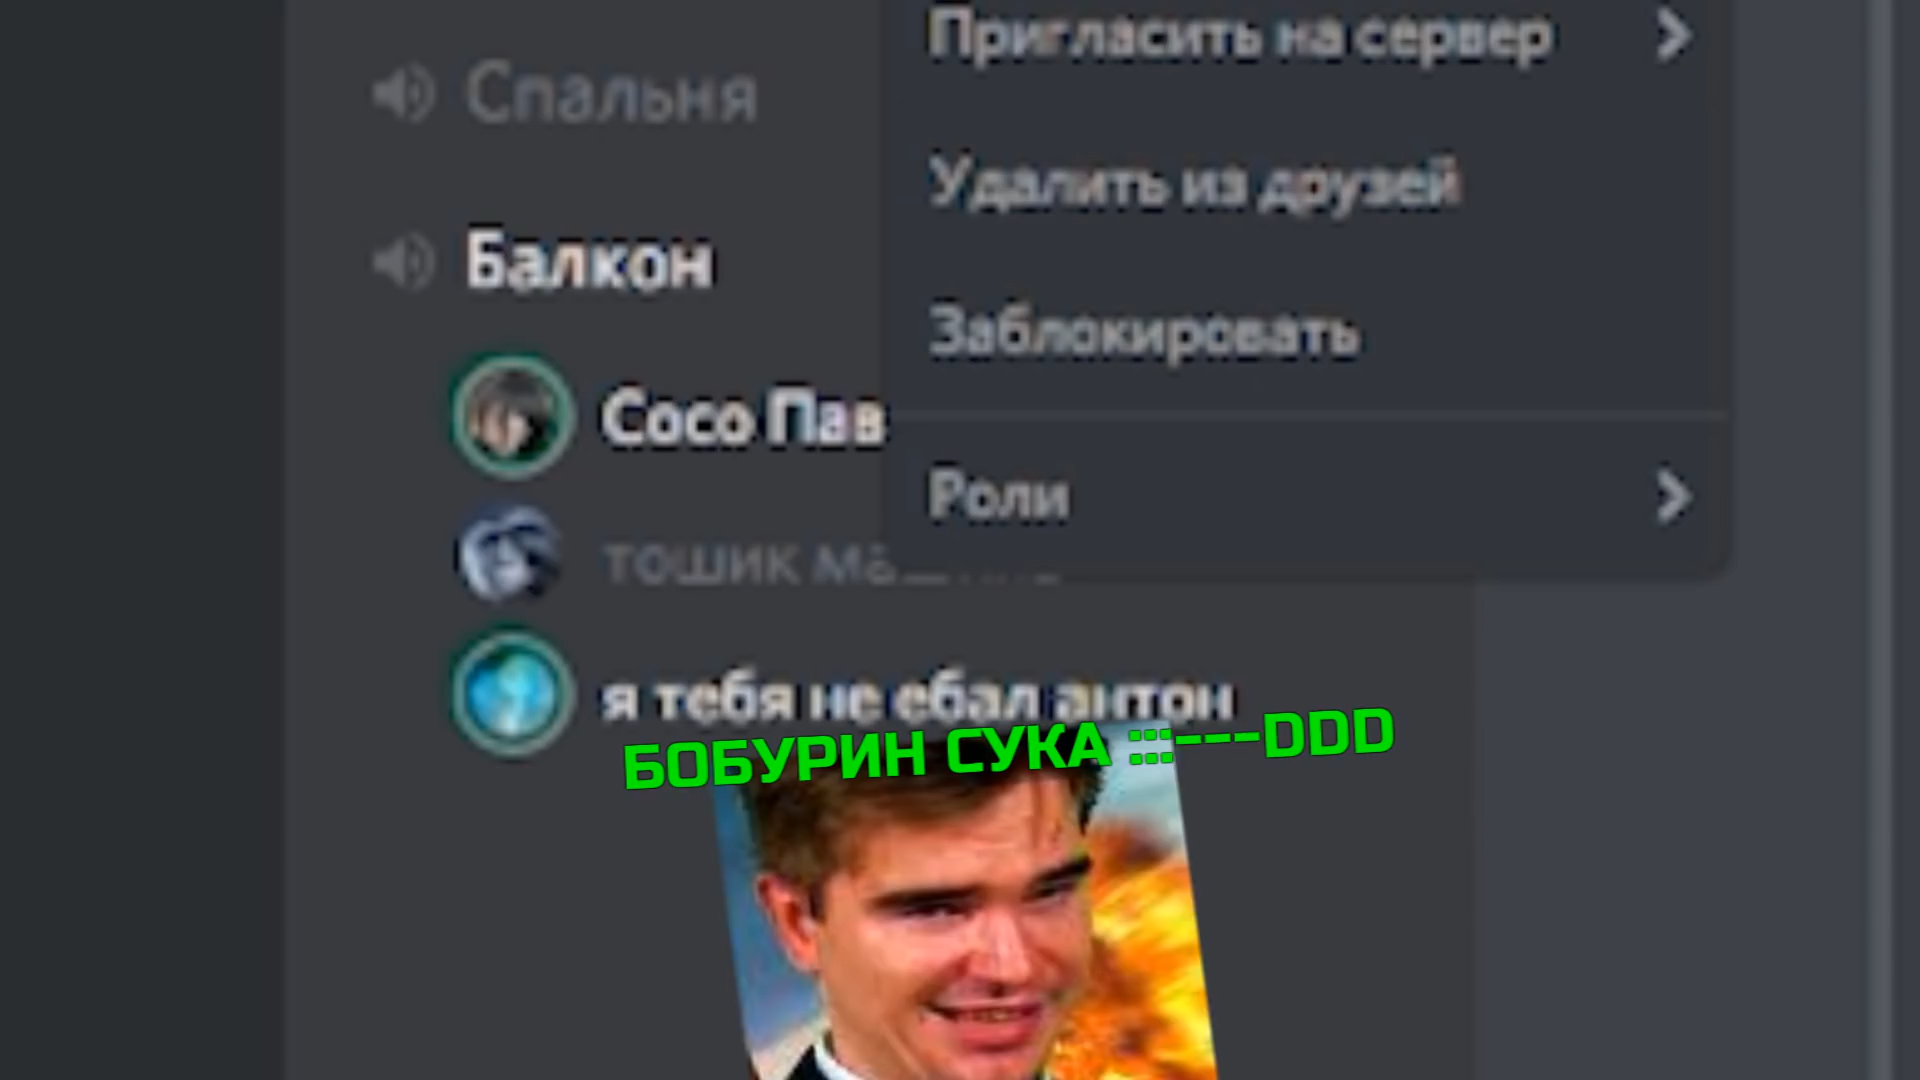 Пригласить на сервер
Спальня
Удалить из друзей
Балкон
Заблокировать
Сосо Пав
Роли
тошик
я тебя не ебал антон
БОБУРИН СУКА :::---DDD